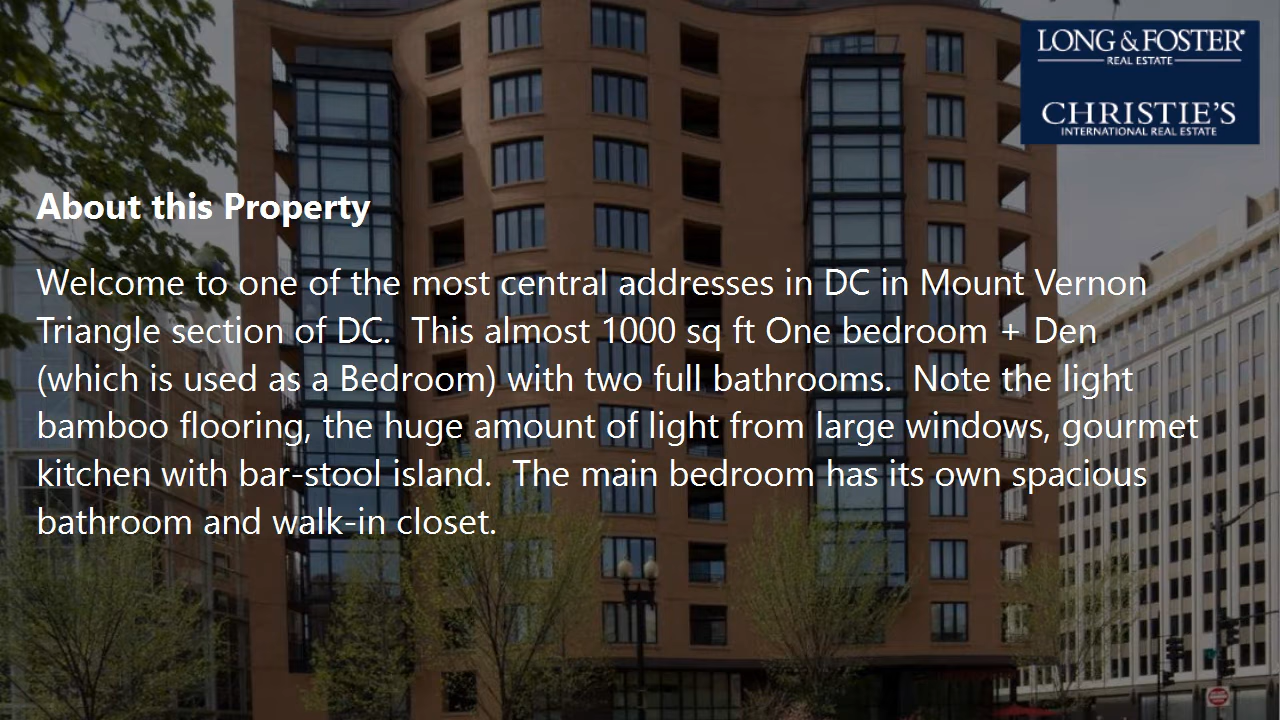 LONG & FOSTER®
REAL ESTATE
CHRISTIE'S
INTERNATIONAL REAL ESTATE
About this Property
Welcome to one of the most central addresses in DC in Mount Vernon
Triangle section of DC.  This almost 1000 sq ft One bedroom + Den
(which is used as a Bedroom) with two full bathrooms.  Note the light
bamboo flooring, the huge amount of light from large windows, gourmet
kitchen with bar-stool island.  The main bedroom has its own spacious
bathroom and walk-in closet.